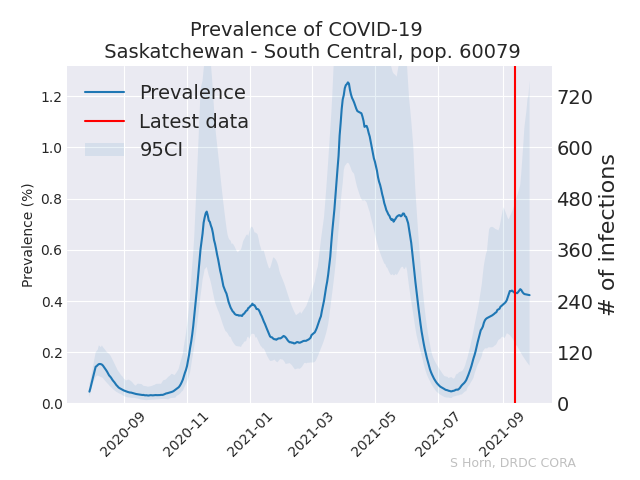 Prevalence of COVID-19
Saskatchewan - South Central, pop. 60079
Prevalence
Latest data
95CI
Prevalence (%)
1.2
1.0
0.8
0.6
0.4
0.2
0.0
720
600
480
360
240
120
0
# of infections
2020-09
2020-11
2021-01
2021-03
2021-05
2021-07
2021-09
S Horn, DRDC CORA